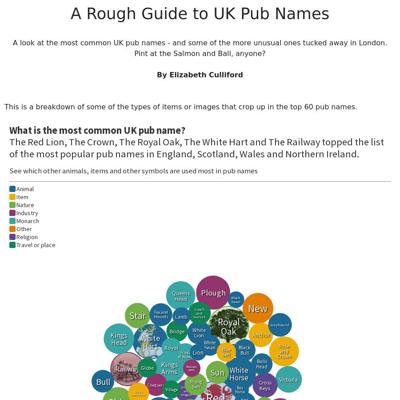 A Rough Guide to UK Pub Names
A look at the most common UK pub names - and some of the more unusual ones tucked away in London.
Pint at the Salmon and Ball, anyone?
By Elizabeth Culliford
This is a breakdown of some of the types of items or images that crop up in the top 60 pub names.
What is the most common UK pub name?
The Red Lion, The Crown, The Royal Oak, The White Hart and The Railway topped the list
of the most popular pub names in England, Scotland, Wales and Northern Ireland.
See which other animals, items and other symbols are used most in pub names
Animal
Item
Nature
Industry
Monarch
Other
Religion
Travel or place
Queens
Head
Plough
New
Star
Lamb
Royal
Oak
Kings
Head
Bridge
White
Lion
Anchor
White
Royal
Black
Bull
Rose
and
Crown
Railway
Globe
Kings
Arms
Sun
White
Horse
Bulls
Head
Bull
Cross
Keys
Victoria
Village
Red